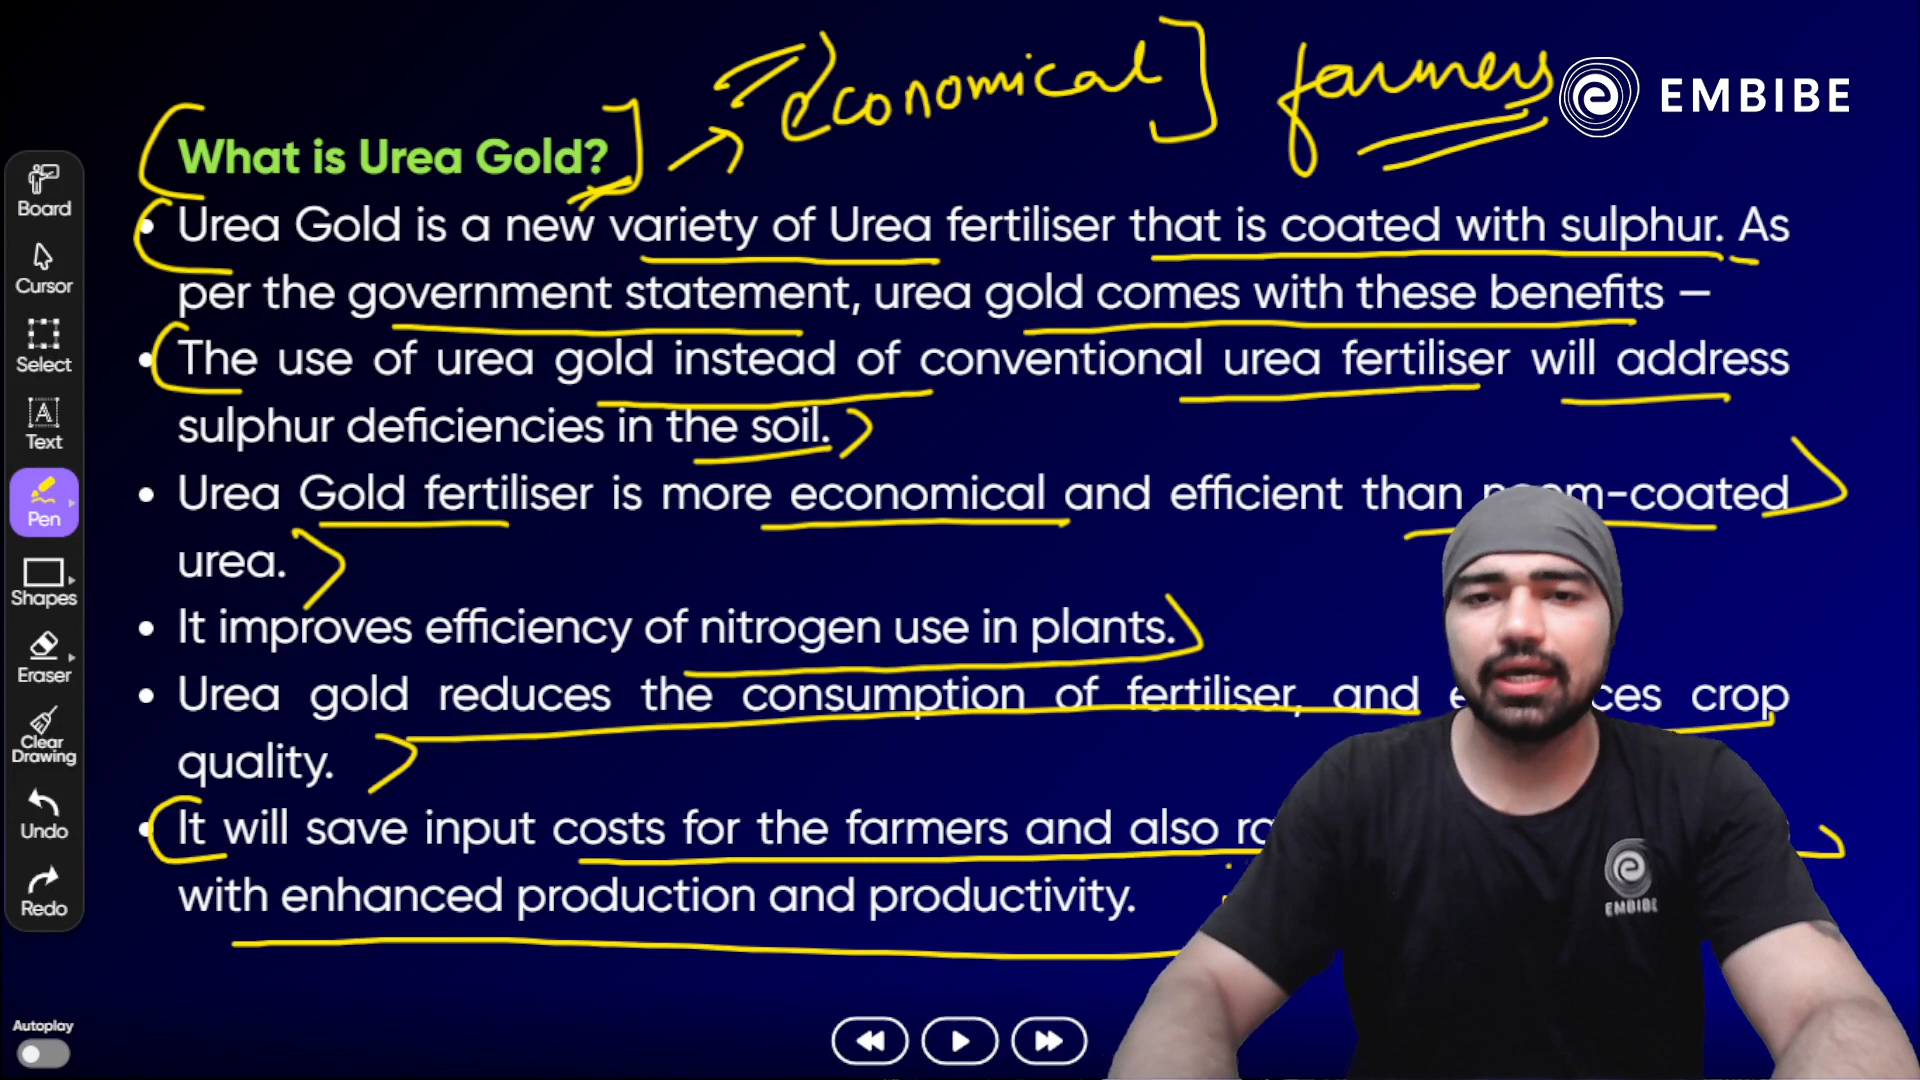 economical farmers
EMBIBE
What is Urea Gold?
• Urea Gold is a new variety of Urea fertiliser that is coated with sulphur. As
per the government statement, urea gold comes with these benefits –
• The use of urea gold instead of conventional urea fertiliser will address
sulphur deficiencies in the soil.
• Urea Gold fertiliser is more economical and efficient than neem-coated
urea.
• It improves efficiency of nitrogen use in plants.
• Urea gold reduces the consumption of fertiliser, and crop
quality.
• It will save input costs for the farmers and also
with enhanced production and productivity.
Board
Cursor
Select
A
Text
Pen
Shapes
Eraser
Clear
Drawing
Undo
Redo
Autoplay
EMBIBE